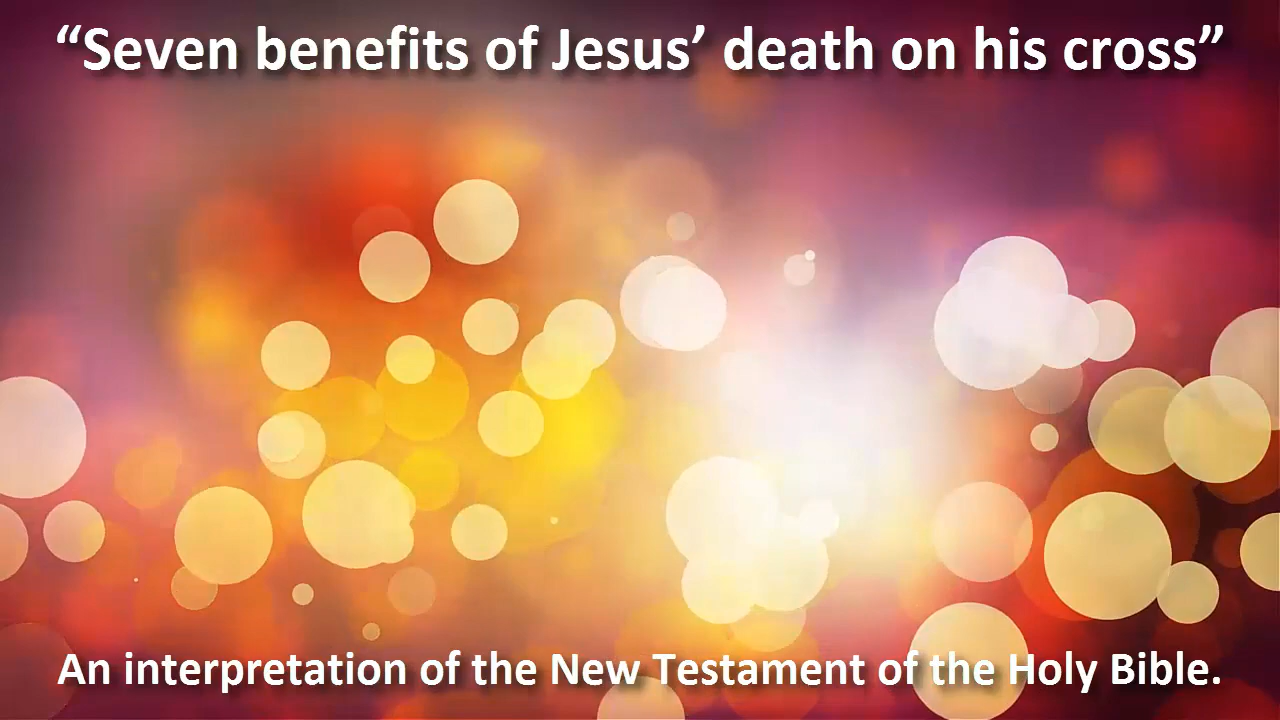 “Seven benefits of Jesus’ death on his cross”
An interpretation of the New Testament of the Holy Bible.